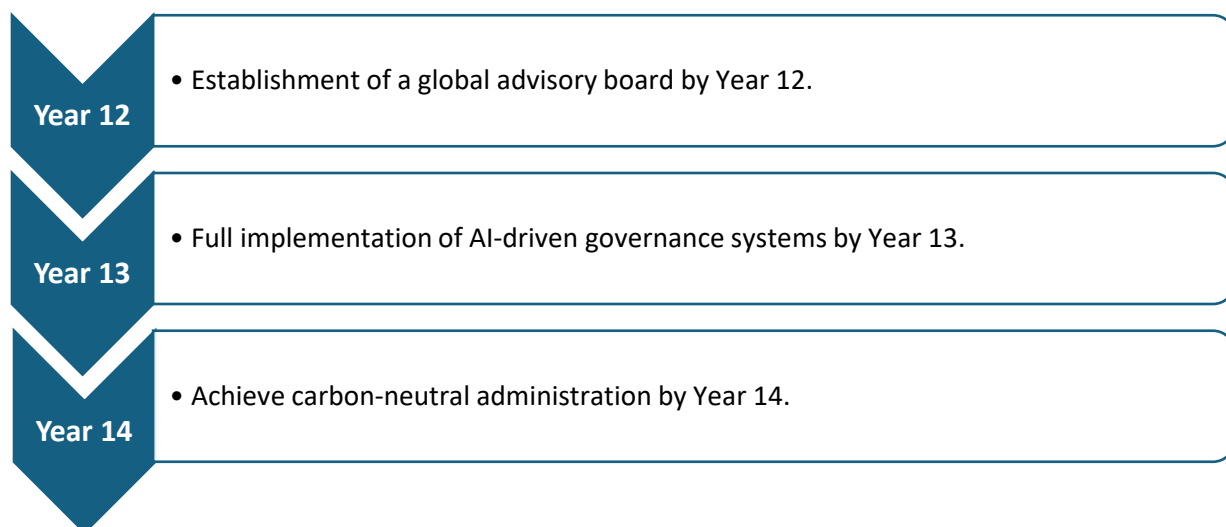 Year 12
• Establishment of a global advisory board by Year 12.
Year 13
• Full implementation of AI-driven governance systems by Year 13.
Year 14
• Achieve carbon-neutral administration by Year 14.